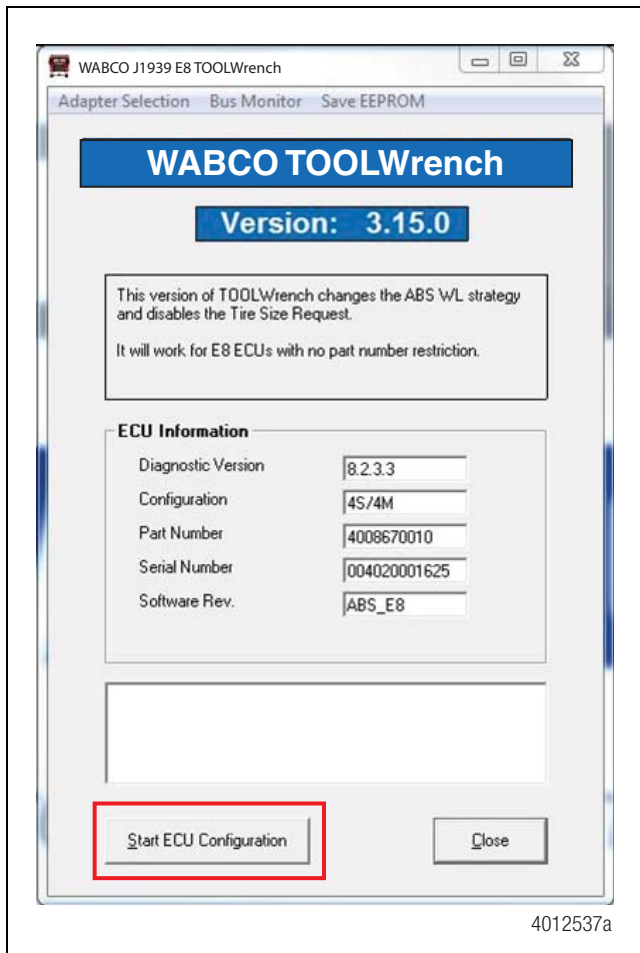 WABCO J1939 E8 TOOLWrench
Adapter Selection Bus Monitor Save EEPROM
WABCO TOOLWrench
Version: 3.15.0
This version of TOOLWrench changes the ABS WL strategy
and disables the Tire Size Request.
It will work for E8 ECUs with no part number restriction.
ECU Information
Diagnostic Version 8.2.3.3
Configuration 4S/4M
Part Number 4008670010
Serial Number 004020001625
Software Rev. ABS_E8
Start ECU Configuration Close
4012537a